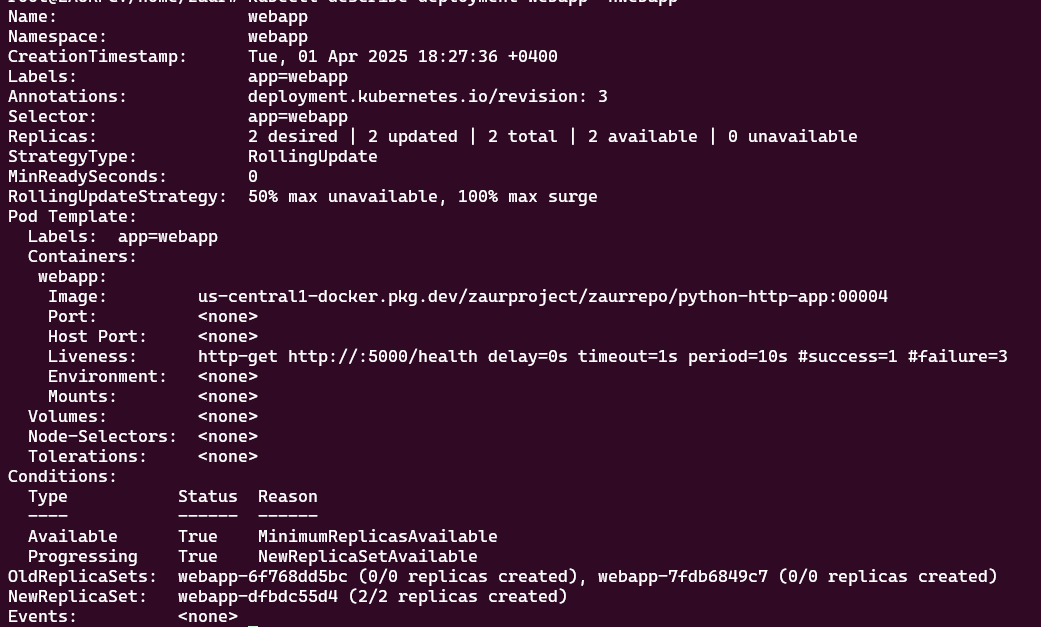 Name:                   webapp
Namespace:              webapp
CreationTimestamp:      Tue, 01 Apr 2025 18:27:36 +0400
Labels:                 app=webapp
Annotations:            deployment.kubernetes.io/revision: 3
Selector:               app=webapp
Replicas:               2 desired | 2 updated | 2 total | 2 available | 0 unavailable
StrategyType:           RollingUpdate
MinReadySeconds:        0
RollingUpdateStrategy:  50% max unavailable, 100% max surge
Pod Template:
  Labels:  app=webapp
  Containers:
   webapp:
    Image:         us-central1-docker.pkg.dev/zaurproject/zaurrepo/python-http-app:00004
    Port:          <none>
    Host Port:     <none>
    Liveness:      http-get http://:5000/health delay=0s timeout=1s period=10s #success=1 #failure=3
    Environment:   <none>
    Mounts:        <none>
  Volumes:         <none>
  Node-Selectors:  <none>
  Tolerations:     <none>
Conditions:
  Type           Status  Reason
  ----           ------  ------
  Available      True    MinimumReplicasAvailable
  Progressing    True    NewReplicaSetAvailable
OldReplicaSets:  webapp-6f768dd5bc (0/0 replicas created), webapp-7fdb6849c7 (0/0 replicas created)
NewReplicaSet:   webapp-dfbdc55d4 (2/2 replicas created)
Events:          <none>